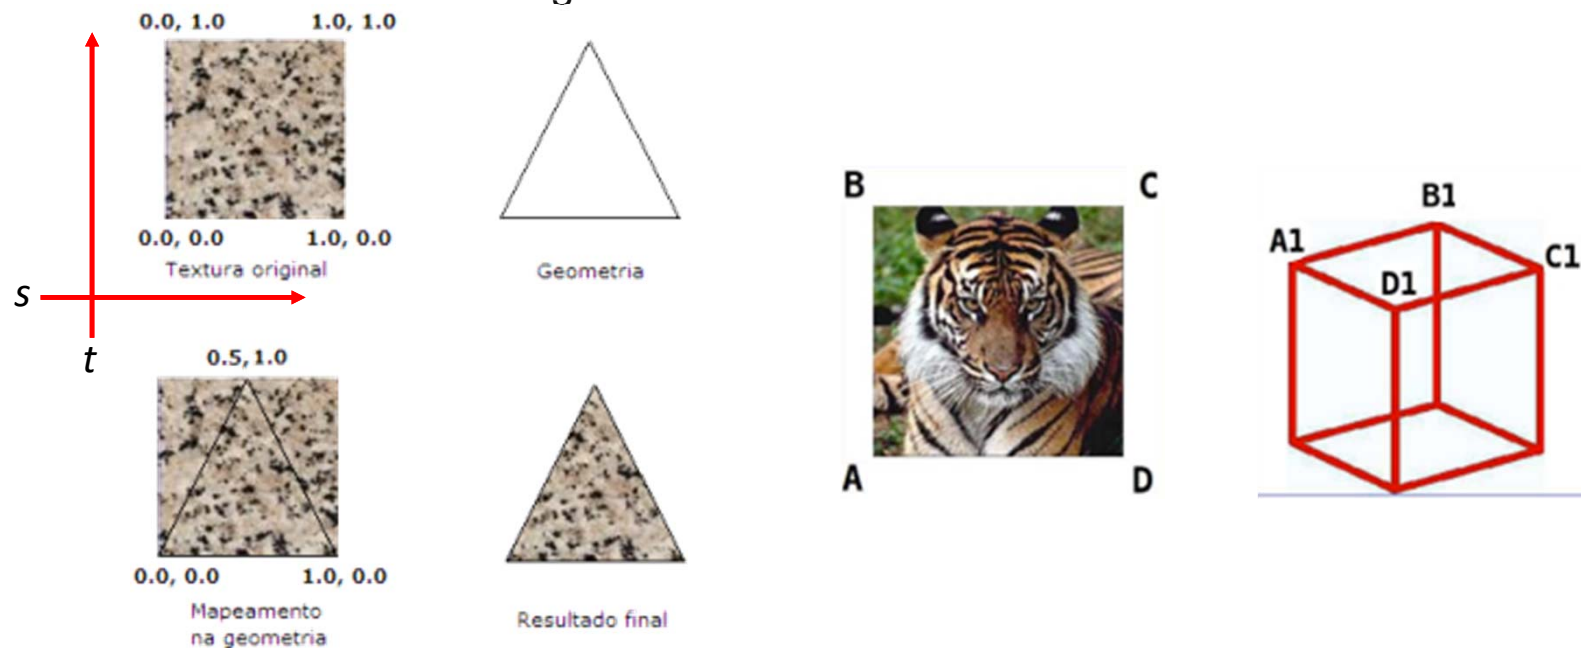 0.0, 1.0 1.0, 1.0
0.0, 0.0 1.0, 0.0
Textura original
Geometria
s
t
0.5, 1.0
0.0, 0.0 1.0, 0.0
Mapeamento
na geometria
Resultado final
B C
A D
B1
A1
C1
D1